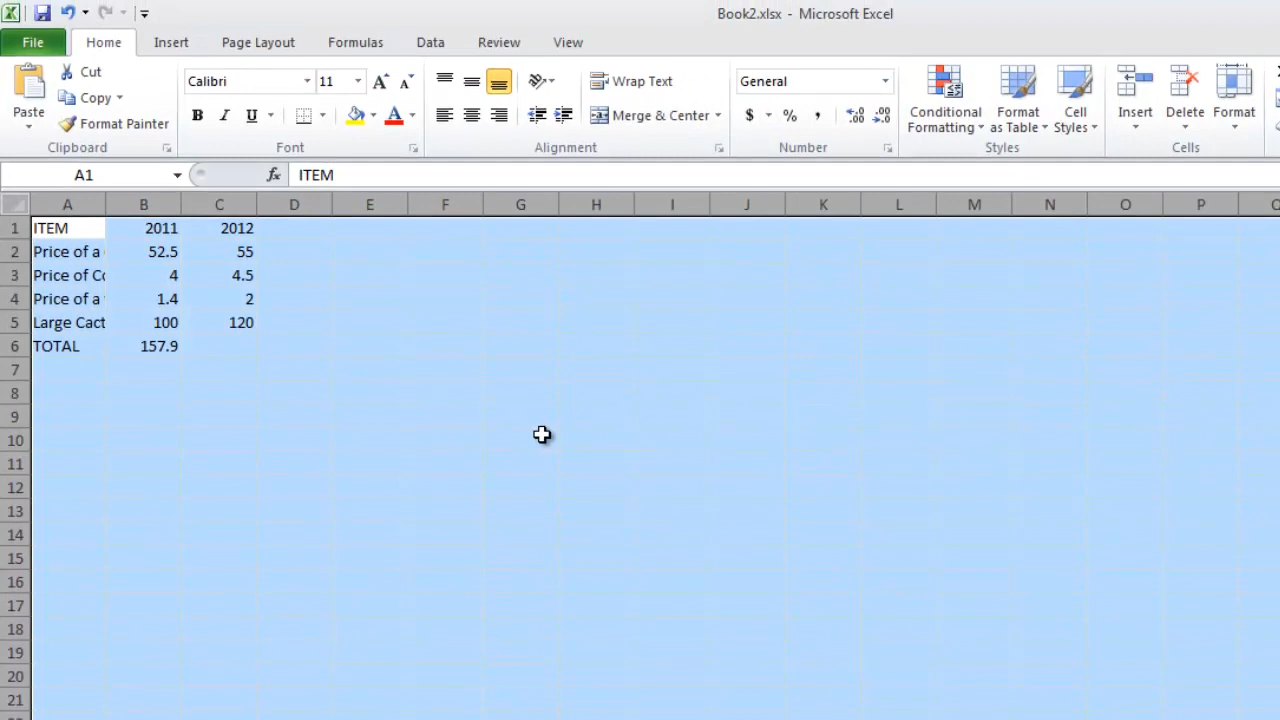 Book2.xlsx - Microsoft Excel
File Home Insert Page Layout Formulas Data Review View
Paste Cut Copy Format Painter Clipboard
Calibri 11 A A B I U A Font
Wrap Text Merge & Center Alignment
General $ % , .00 .0 Number
Conditional Formatting Format as Table Cell Styles Styles
Insert Delete Format Cells
A1 fx ITEM
A B C D E F G H I J K L M N O P
1 ITEM 2011 2012
2 Price of a 52.5 55
3 Price of Co 4 4.5
4 Price of a 1.4 2
5 Large Cact 100 120
6 TOTAL 157.9
7
8
9
10
11
12
13
14
15
16
17
18
19
20
21